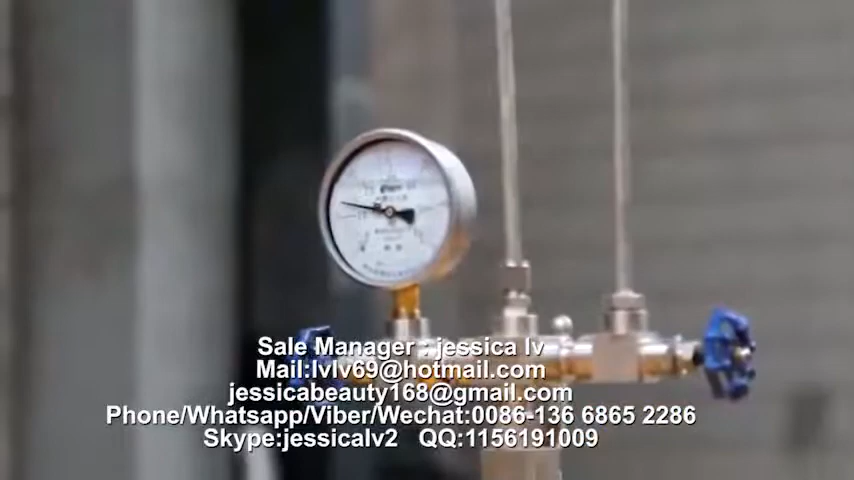 Sale Manager : jessica lv
Mail:lvlv69@hotmail.com
jessicabeauty168@gmail.com
Phone/Whatsapp/Viber/Wechat:0086-136 6865 2286
Skype:jessicalv2 QQ:1156191009